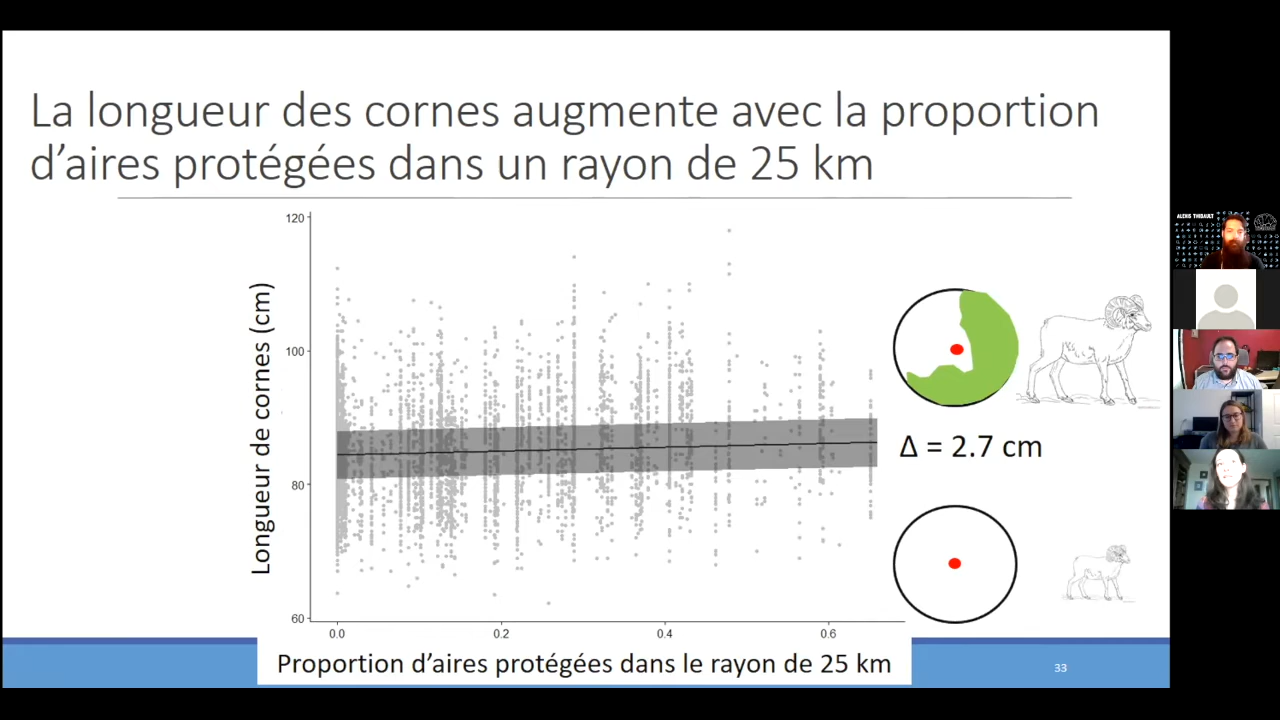 La longueur des cornes augmente avec la proportion
d’aires protégées dans un rayon de 25 km
Longueur de cornes (cm)
120
100
80
60
0.0
0.2
0.4
0.6
Proportion d’aires protégées dans le rayon de 25 km
Δ = 2.7 cm
33
ALEXIS THIBAULT